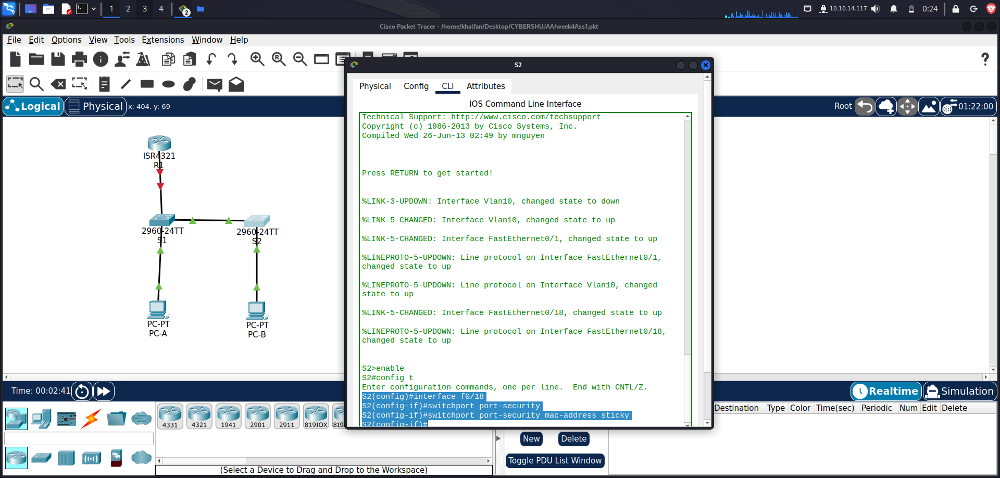 1 2 3 4 2
10.10.14.117 0:24
Cisco Packet Tracer - /home/khalfan/Desktop/CYBERSHUJAA/week4Ass1.pkt
File Edit Options View Tools Extensions Window Help
S2
Physical Config CLI Attributes
IOS Command Line Interface
Logical Physical x: 404, y: 69
Root 01:22:00
Technical Support: http://www.cisco.com/techsupport
Copyright (c) 1986-2013 by Cisco Systems, Inc.
Compiled Wed 26-Jun-13 02:49 by mnguyen
Press RETURN to get started!
%LINK-3-UPDOWN: Interface Vlan10, changed state to down
%LINK-5-CHANGED: Interface Vlan10, changed state to up
%LINK-5-CHANGED: Interface FastEthernet0/1, changed state to up
%LINEPROTO-5-UPDOWN: Line protocol on Interface FastEthernet0/1,
changed state to up
%LINEPROTO-5-UPDOWN: Line protocol on Interface Vlan10, changed
state to up
%LINK-5-CHANGED: Interface FastEthernet0/18, changed state to up
%LINEPROTO-5-UPDOWN: Line protocol on Interface FastEthernet0/18,
changed state to up
S2>enable
S2#config t
Enter configuration commands, one per line. End with CNTL/Z.
S2(config)#interface f0/18
S2(config-if)#switchport port-security
S2(config-if)#switchport port-security mac-address sticky
S2(config-if)#
ISR4321
R1
2960-24TT
S1
2960-24TT
S2
PC-PT
PC-A
PC-PT
PC-B
Time: 00:02:41
Realtime Simulation
4331 4321 1941 2901 2911 819IOX 819
(Select a Device to Drag and Drop to the Workspace)
Destination Type Color Time(sec) Periodic Num Edit Delete
New Delete
Toggle PDU List Window